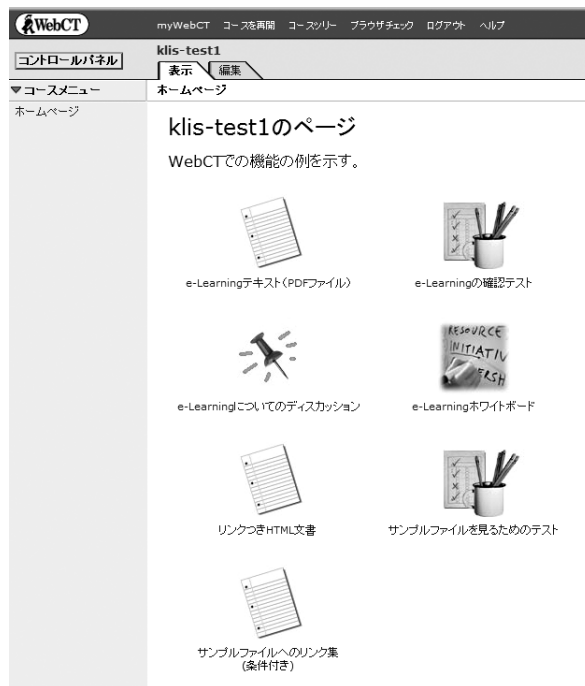 WebCT
myWebCT コースを再開 コースツリー ブラウザチェック ログアウト ヘルプ
コントロールパネル
klis-test1
表示 編集
▼コースメニュー
ホームページ
ホームページ
klis-test1のページ
WebCTでの機能の例を示す。
e-Learningテキスト(PDFファイル)
e-Learningの確認テスト
RESOURCE
INITIATIV
ERSH
e-Learningについてのディスカッション
e-Learningホワイトボード
リンクつきHTML文書
サンプルファイルを見るためのテスト
サンプルファイルへのリンク集
(条件付き)